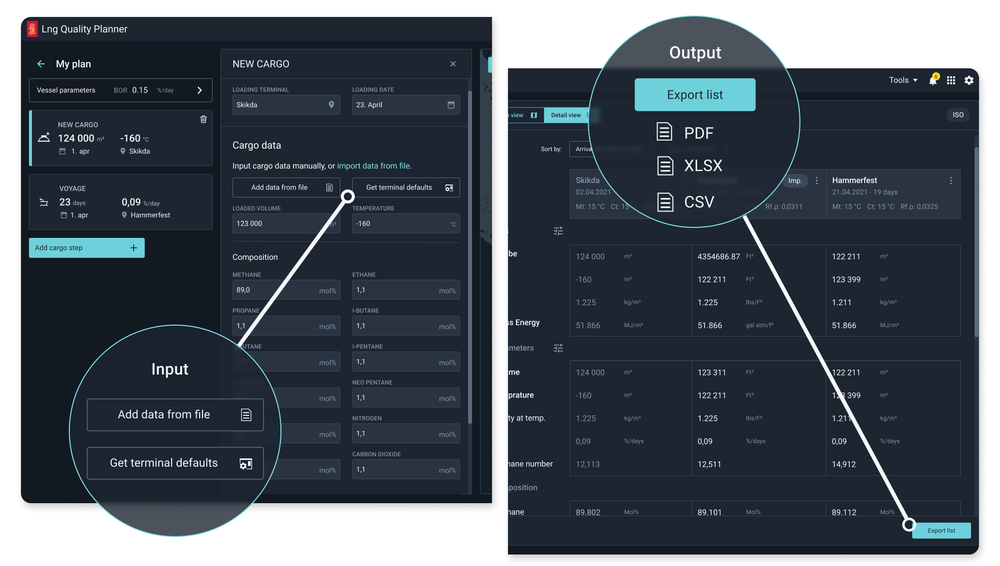 Lng Quality Planner
My plan
Vessel parameters BOR 0.15 %/day
NEW CARGO
124 000 m³ -160 °C
1. apr Skikda
VOYAGE
23 days 0,09 %/day
1. apr Hammerfest
Add cargo step
NEW CARGO
LOADING TERMINAL LOADING DATE
Skikda 23. April
Cargo data
Input cargo data manually, or import data from file.
Add data from file Get terminal defaults
LOADED VOLUME TEMPERATURE
123 000 m³ -160 °C
Composition
METHANE ETHANE
89,0 mol% 1,1 mol%
PROPANE I-BUTANE
1,1 mol% 1,1 mol%
UTANE I-PENTANE
mol% 1,1 mol%
NEO PENTANE
mol% 1,1 mol%
NITROGEN
mol% 1,1 mol%
CARBON DIOXIDE
mol% 1,1 mol%
Input
Add data from file
Get terminal defaults
Output
Export list
PDF
XLSX
CSV
Tools 6
view Detail view ISO
Sort by: Arriva
Skikda Imp. Hammerfest
02.04.2021 21.04.2021 - 19 days
Mt: 15 °C Ct: 15 Rf.p: 0,0311 Mt: 15 °C Ct: 15 °C Rf.p: 0,0325
s
be 124 000 m³ 4354686.87 Ft³ 122 211 m³
-160 m³ 122 211 Ft³ 123 399 m³
1.225 kg/m³ 1.225 lbs/F³ 1.211 kg/m³
ss Energy 51.866 MJ/m³ 51.866 gal atm/f³ 51.866 MJ/m³
meters
me 124 000 m³ 123 311 Ft³ 122 211 m³
prature -160 m³ 122 211 Ft³ 123 399 m³
ty at temp. 1.225 kg/m³ 1.225 lbs/F³ 1.211 kg/m³
0,09 %/days 0,09 %/days 0,09 %/days
hane number 12,113 12,511 14,912
position
hane 89.802 Mol% 89.101 Mol% 89.112 Mol%
Export list